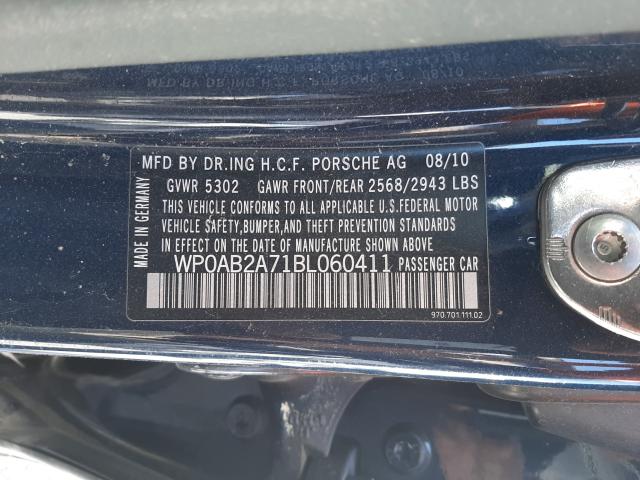 MFD BY DR.ING H.C.F. PORSCHE AG 08/10
GVWR 5302 GAWR FRONT/REAR 2568/2943 LBS
THIS VEHICLE CONFORMS TO ALL APPLICABLE U.S.FEDERAL MOTOR
VEHICLE SAFETY,BUMPER,AND THEFT PREVENTION STANDARDS
IN EFFECT ON THE DATE OF MANUFACTURE SHOWN ABOVE.
WP0AB2A71BL060411 PASSENGER CAR
970.701.111.02
MADE IN GERMANY